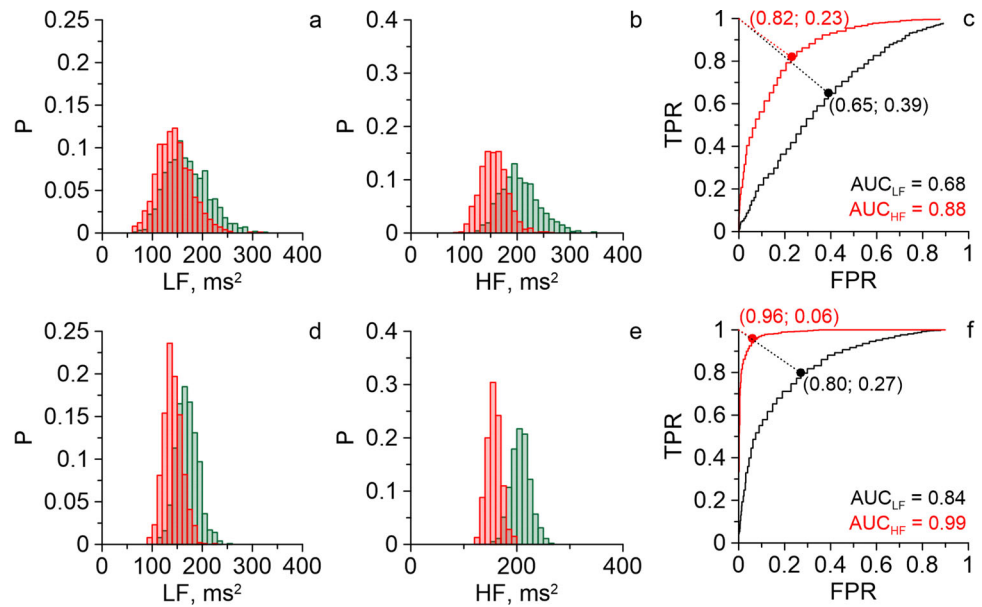 a
0.25
0.2
0.15
0.1
0.05
0
P
0 100 200 300 400
LF, ms²
b
0.4
0.3
0.2
0.1
0
P
0 100 200 300 400
HF, ms²
c
(0.82; 0.23)
(0.65; 0.39)
1
0.8
0.6
0.4
0.2
0
TPR
AUC_LF = 0.68
AUC_HF = 0.88
0 0.2 0.4 0.6 0.8 1
FPR
d
0.25
0.2
0.15
0.1
0.05
0
P
0 100 200 300 400
LF, ms²
e
0.4
0.3
0.2
0.1
0
P
0 200 400
HF, ms²
(0.96; 0.06)
f
(0.80; 0.27)
1
0.8
0.6
0.4
0.2
0
TPR
AUC_LF = 0.84
AUC_HF = 0.99
0 0.2 0.4 0.6 0.8 1
FPR